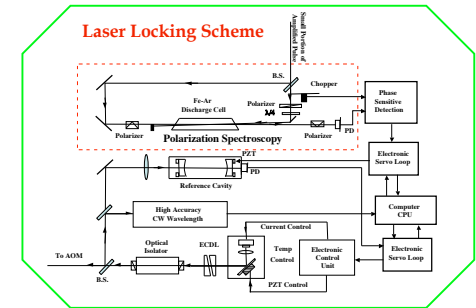 Laser Locking Scheme
Small Portion of
Amplified Pulse
B.S.
Chopper
Fe-Ar
Discharge Cell
Polarizer
λ/4
Phase
Sensitive
Detection
Polarizer
Polarizer
PD
Polarization Spectroscopy
PZT
Electronic
Servo Loop
PD
Reference Cavity
High Accuracy
CW Wavelength
Computer
CPU
Current Control
To AOM
Optical
Isolator
ECDL
Temp
Control
Electronic
Control
Unit
Electronic
Servo Loop
B.S.
PZT Control